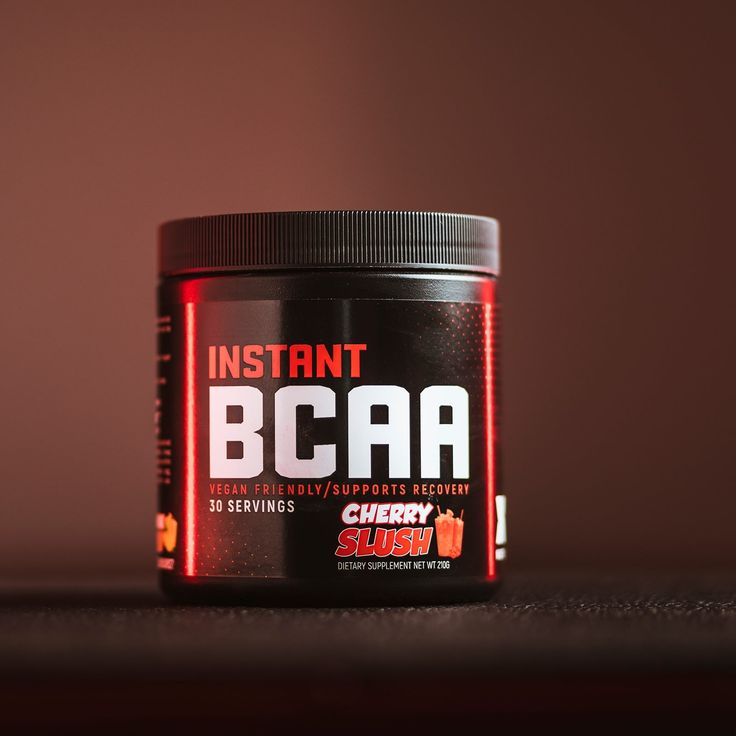 INSTANT
BCAA
VEGAN FRIENDLY/SUPPORTS RECOVERY
30 SERVINGS
CHERRY
SLUSH
DIETARY SUPPLEMENT NET WT 210G